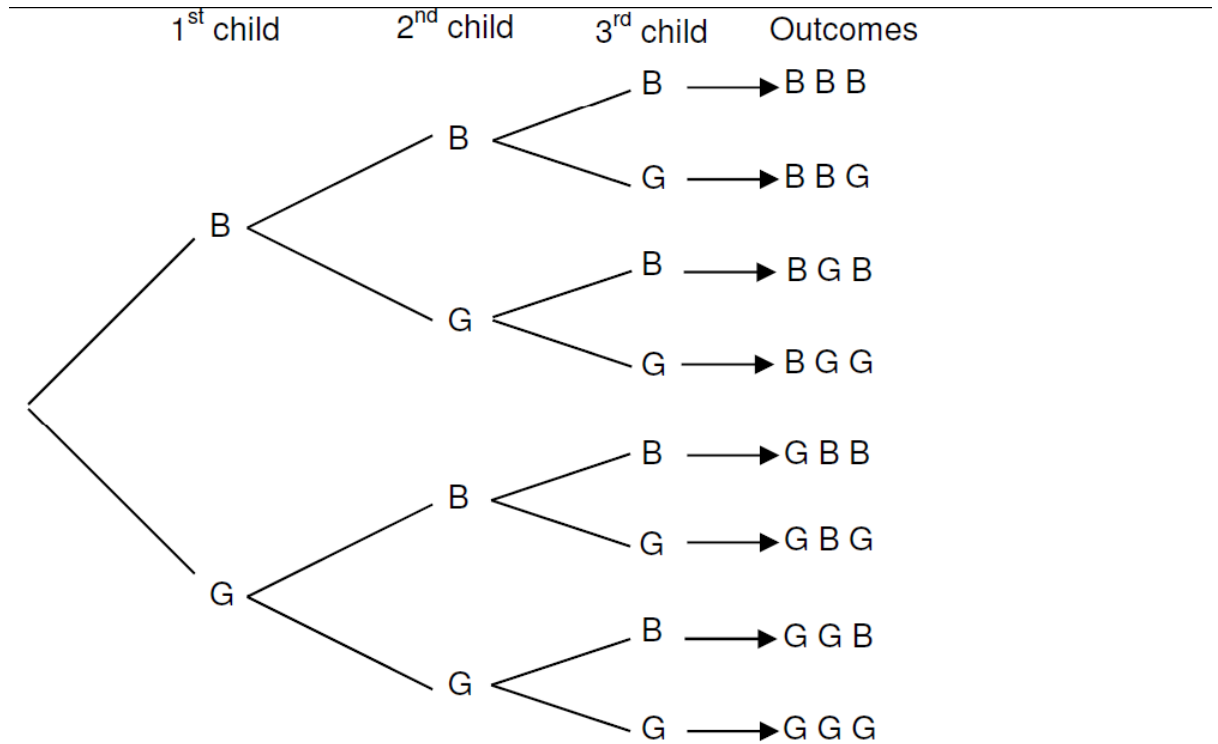 1st child 2nd child 3rd child Outcomes
B B B B
B
G B B G
B
B B G B
G
G B G G
B G B B
B
G G B G
G
B G G B
G
G G G G